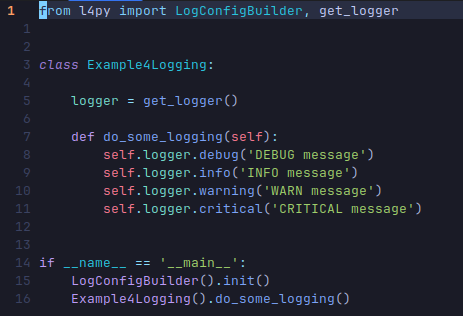 1 from l4py import LogConfigBuilder, get_logger
1
2
3 class Example4Logging:
4
5     logger = get_logger()
6
7     def do_some_logging(self):
8         self.logger.debug('DEBUG message')
9         self.logger.info('INFO message')
10         self.logger.warning('WARN message')
11         self.logger.critical('CRITICAL message')
12
13
14 if __name__ == '__main__':
15     LogConfigBuilder().init()
16     Example4Logging().do_some_logging()